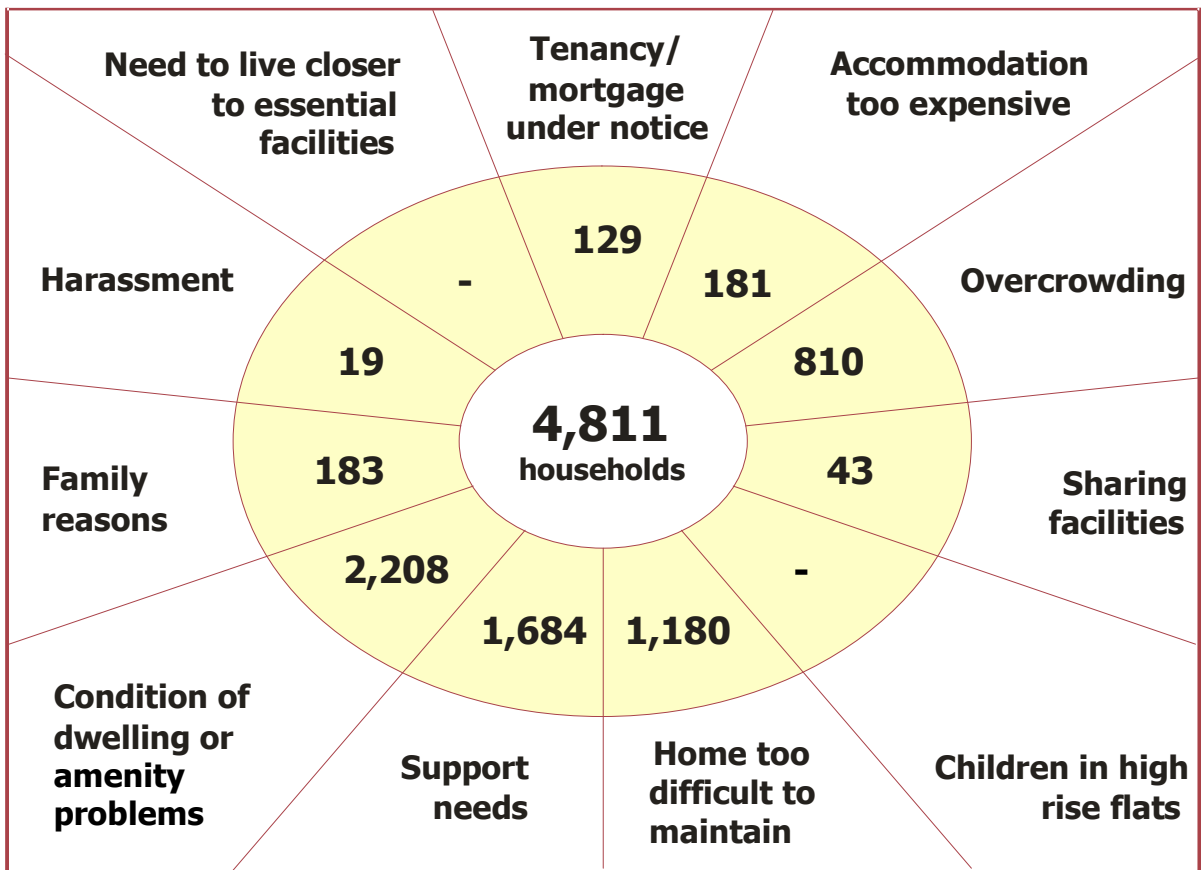 Need to live closer
to essential
facilities
Tenancy/
mortgage
under notice
Accommodation
too expensive
Harassment
-
129
181
Overcrowding
19
810
4,811
households
Family
reasons
183
43
Sharing
facilities
2,208
-
1,684
1,180
Condition of
dwelling or
amenity
problems
Support
needs
Home too
difficult to
maintain
Children in high
rise flats